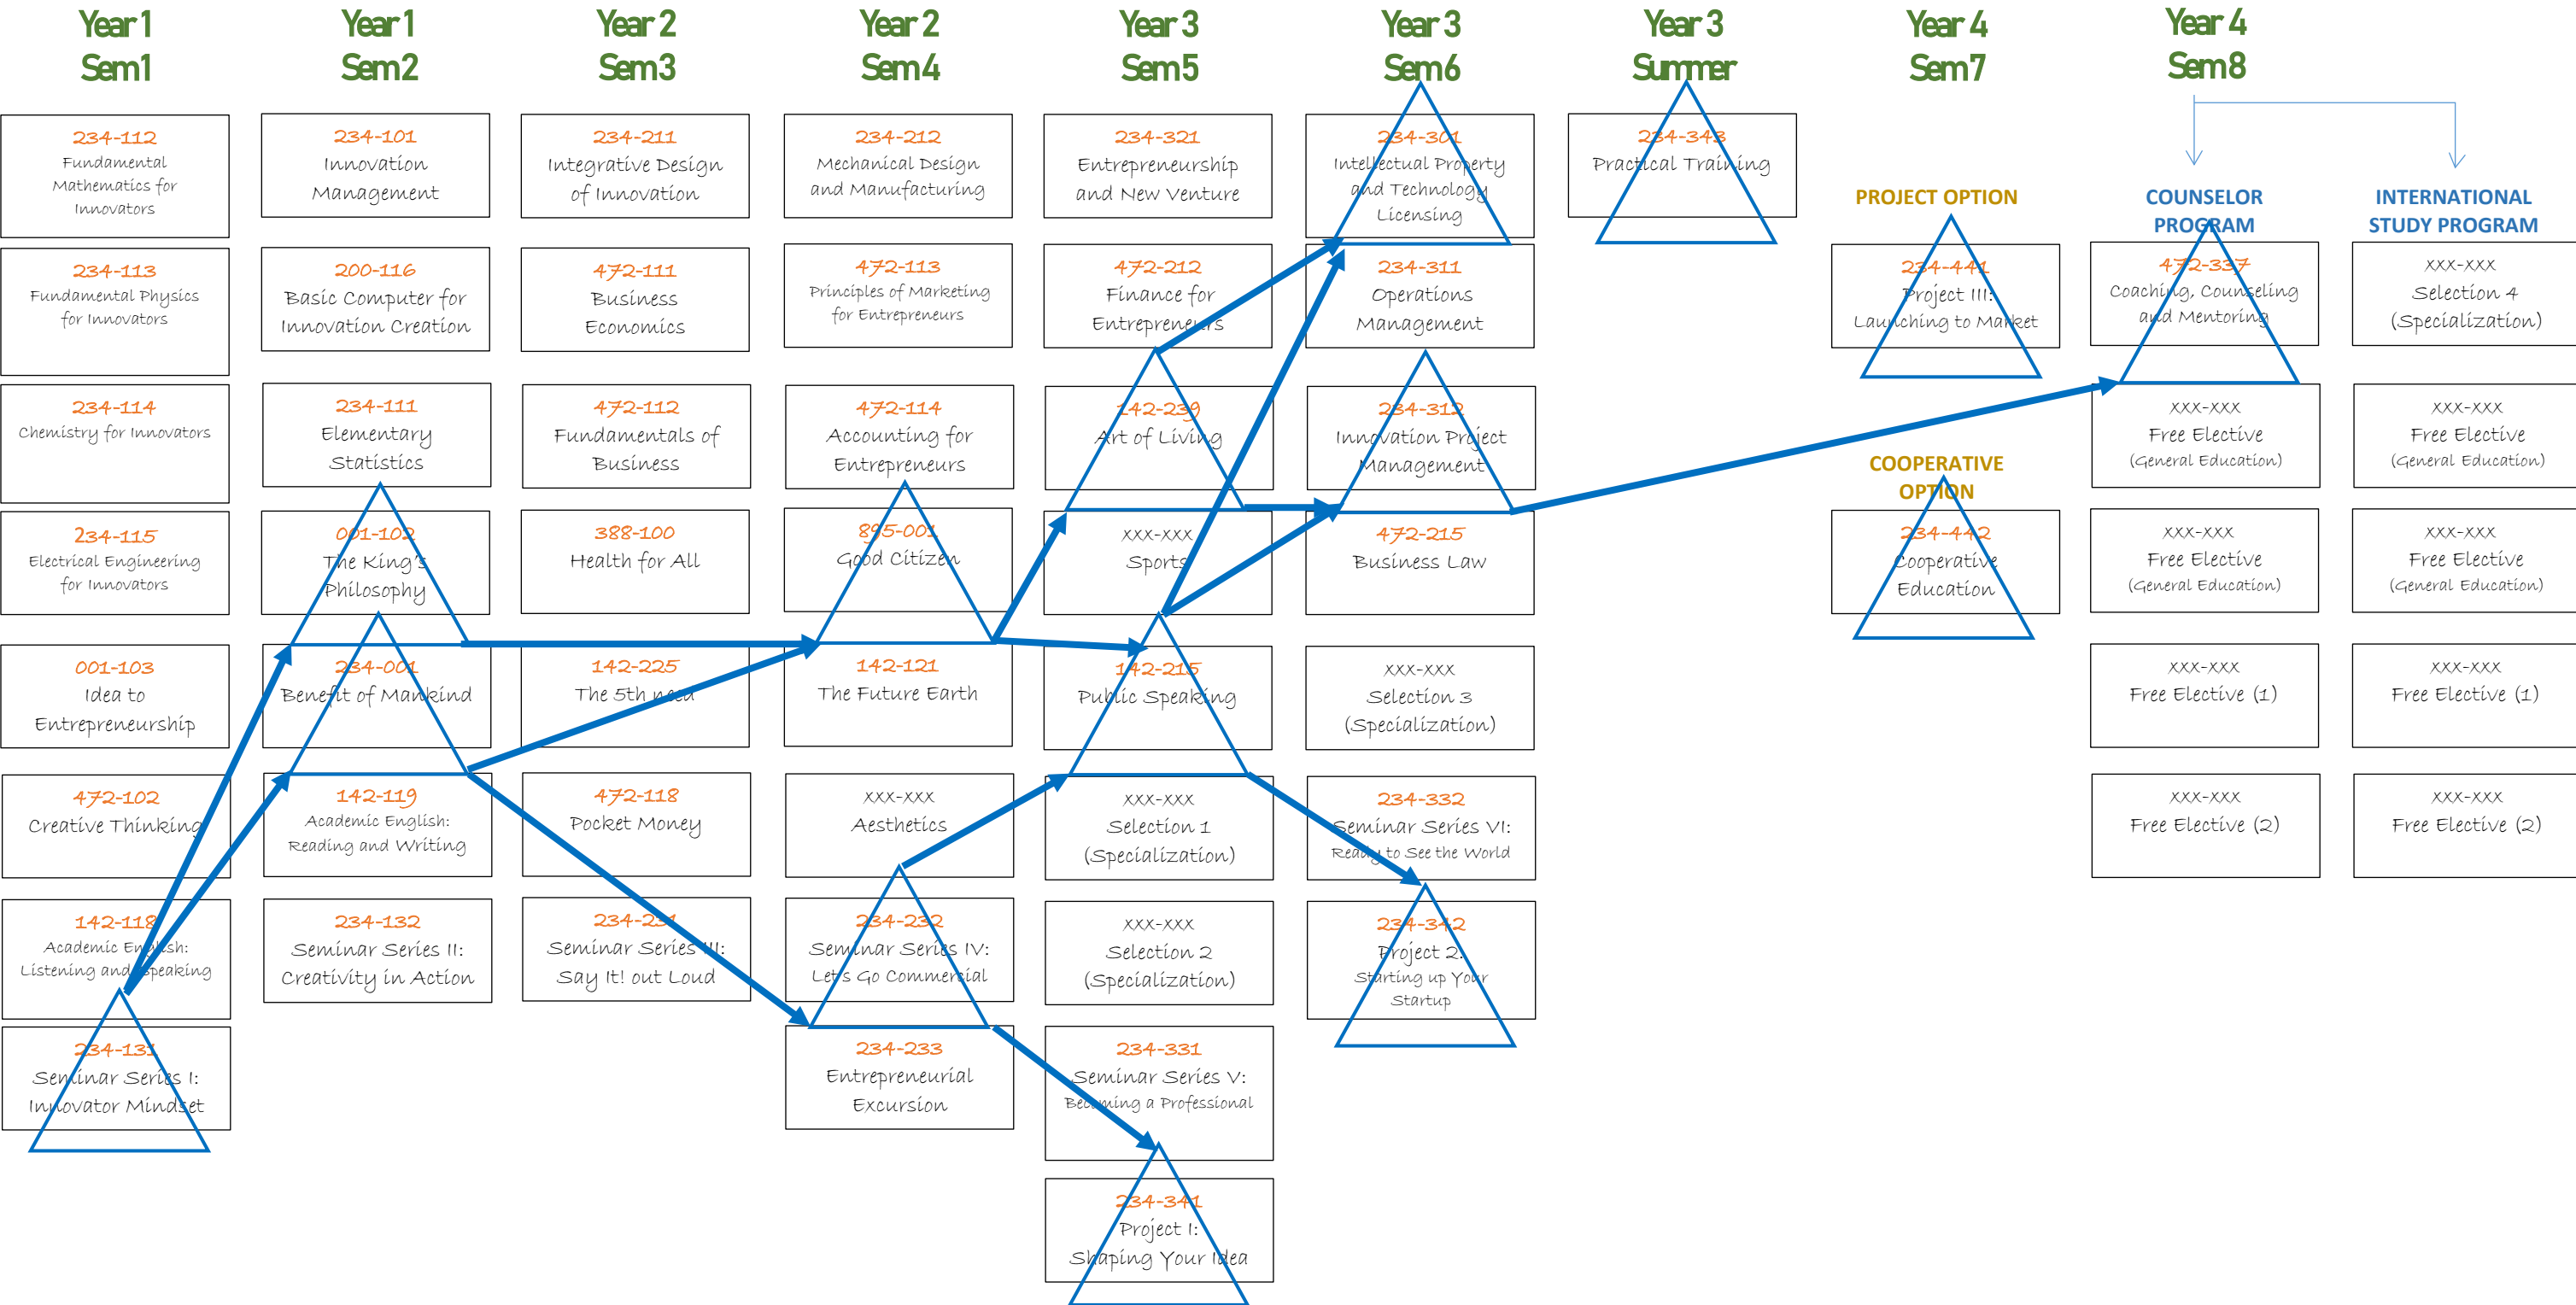 Year 1
Sem 1
234-112
Fundamental
Mathematics for
Innovators
234-113
Fundamental Physics
for Innovators
234-114
Chemistry for Innovators
234-115
Electrical Engineering
for Innovators
001-103
Idea to
Entrepreneurship
472-102
Creative Thinking
142-118
Academic English:
Listening and Speaking
234-131
Seminar Series I:
Innovator Mindset
Year 1
Sem 2
234-101
Innovation
Management
200-116
Basic Computer for
Innovation Creation
234-111
Elementary
Statistics
001-102
The King's
Philosophy
234-001
Benefit of Mankind
142-119
Academic English:
Reading and Writing
234-132
Seminar Series II:
Creativity in Action
Year 2
Sem 3
234-211
Integrative Design
of Innovation
472-111
Business
Economics
472-112
Fundamentals of
Business
388-100
Health for All
142-225
The 5th need
472-118
Pocket Money
234-231
Seminar Series III:
Say It! out Loud
Year 2
Sem 4
234-212
Mechanical Design
and Manufacturing
472-113
Principles of Marketing
for Entrepreneurs
472-114
Accounting for
Entrepreneurs
895-001
Good Citizen
142-121
The Future Earth
XXX-XXX
Aesthetics
234-232
Seminar Series IV:
Let's Go Commercial
234-233
Entrepreneurial
Excursion
Year 3
Sem 5
234-321
Entrepreneurship
and New Venture
472-212
Finance for
Entrepreneurs
142-239
Art of Living
XXX-XXX
Sports
142-215
Public Speaking
XXX-XXX
Selection 1
(Specialization)
XXX-XXX
Selection 2
(Specialization)
234-331
Seminar Series V:
Becoming a Professional
234-341
Project I:
Shaping Your Idea
Year 3
Sem 6
234-301
Intellectual Property
and Technology
Licensing
234-311
Operations
Management
234-312
Innovation Project
Management
472-215
Business Law
XXX-XXX
Selection 3
(Specialization)
234-332
Seminar Series VI:
Ready to See the World
234-342
Project 2:
Starting up Your
Startup
Year 3
Summer
234-343
Practical Training
Year 4
Sem 7
PROJECT OPTION
234-441
Project III:
Launching to Market
COOPERATIVE
OPTION
234-442
Cooperative
Education
Year 4
Sem 8
COUNSELOR
PROGRAM
472-337
Coaching, Counseling
and Mentoring
XXX-XXX
Free Elective
(General Education)
XXX-XXX
Free Elective
(General Education)
XXX-XXX
Free Elective (1)
XXX-XXX
Free Elective (2)
INTERNATIONAL
STUDY PROGRAM
XXX-XXX
Selection 4
(Specialization)
XXX-XXX
Free Elective
(General Education)
XXX-XXX
Free Elective
(General Education)
XXX-XXX
Free Elective (1)
XXX-XXX
Free Elective (2)